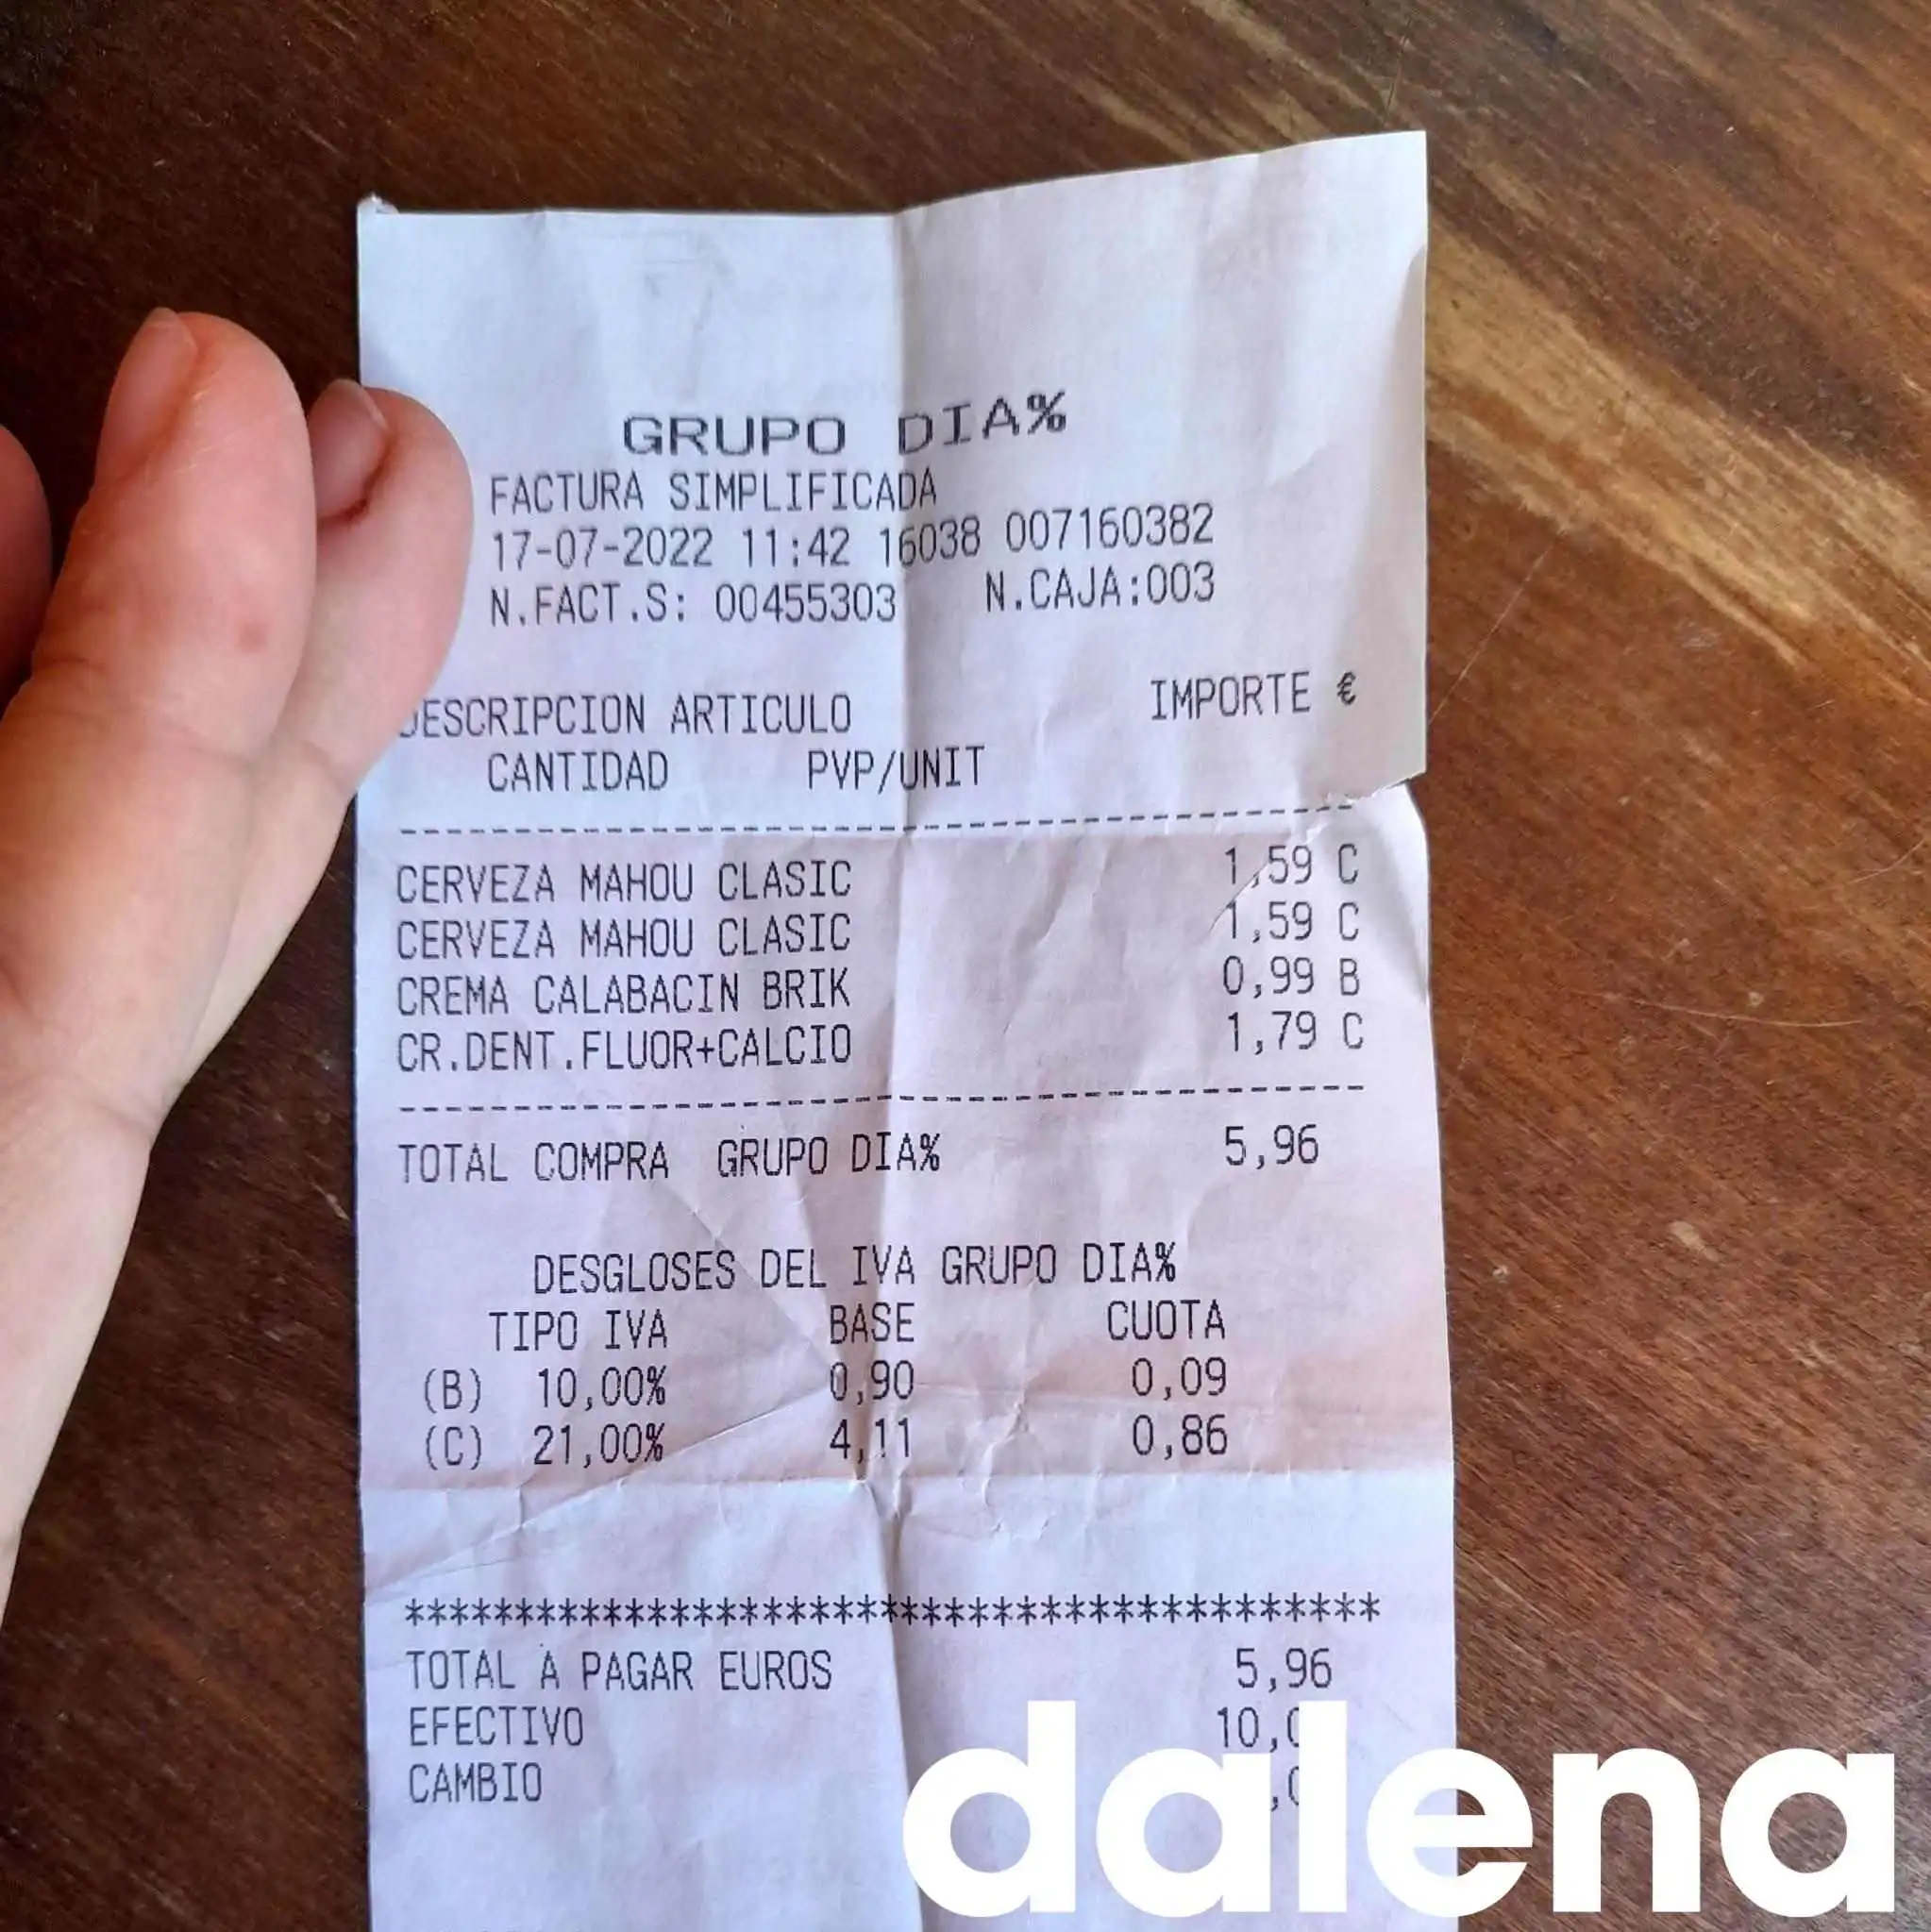 GRUPO DIA%
FACTURA SIMPLIFICADA
17-07-2022 11:42 16038 007160382
N.FACT.S: 00455303 N.CAJA:003
DESCRIPCION ARTICULO IMPORTE €
CANTIDAD PVP/UNIT
CERVEZA MAHOU CLASIC 1,59 C
CERVEZA MAHOU CLASIC 1,59 C
CREMA CALABACIN BRIK 0,99 B
CR.DENT.FLUOR+CALCIO 1,79 C
TOTAL COMPRA GRUPO DIA% 5,96
DESGLOSES DEL IVA GRUPO DIA%
TIPO IVA BASE CUOTA
(B) 10,00% 0,90 0,09
(C) 21,00% 4,11 0,86
****************************************
TOTAL A PAGAR EUROS 5,96
EFECTIVO
CAMBIO
dalena